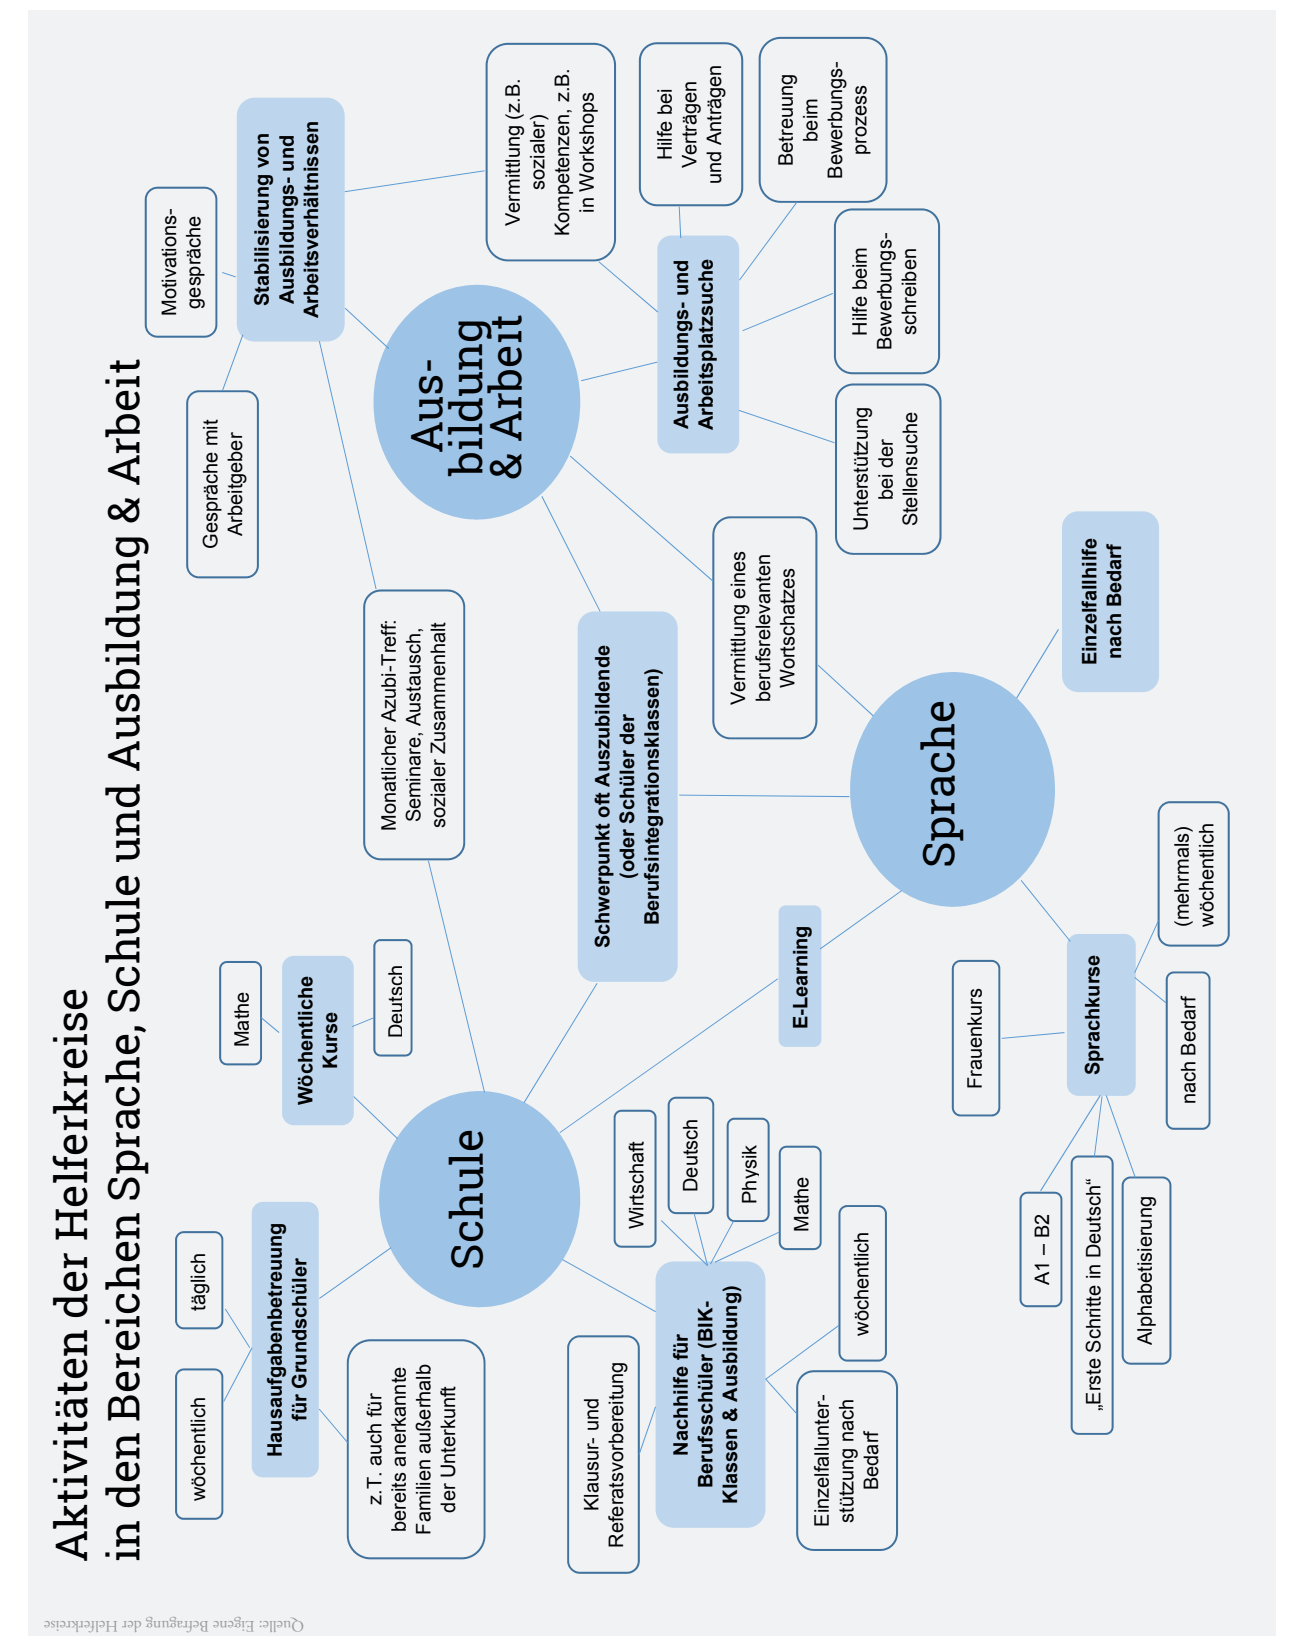 Aktivitäten der Helferkreise
in den Bereichen Sprache, Schule und Ausbildung & Arbeit
wöchentlich
täglich
Hausaufgabenbetreuung
für Grundschüler
z.T. auch für
bereits anerkannte
Familien außerhalb
der Unterkunft
Mathe
Wöchentliche
Kurse
Deutsch
Schule
Klausur- und
Referatsvorbereitung
Nachhilfe für
Berufsschüler (BIK-
Klassen & Ausbildung)
Wirtschaft
Deutsch
Physik
Mathe
Einzelfallunter-
stützung nach
Bedarf
wöchentlich
Gespräche mit
Arbeitgeber
Motivations-
gespräche
Stabilisierung von
Ausbildungs- und
Arbeitsverhältnissen
Monatlicher Azubi-Treff:
Seminare, Austausch,
sozialer Zusammenhalt
Aus-
bildung
& Arbeit
Vermittlung (z.B.
sozialer)
Kompetenzen, z.B.
in Workshops
Schwerpunkt oft Auszubildende
(oder Schüler der
Berufsintegrationsklassen)
Ausbildungs- und
Arbeitsplatzsuche
Hilfe bei
Verträgen
und Anträgen
Betreuung
beim
Bewerbungs-
prozess
Hilfe beim
Bewerbungs-
schreiben
Unterstützung
bei der
Stellensuche
Vermittlung eines
berufsrelevanten
Wortschatzes
E-Learning
Sprache
Einzelfallhilfe
nach Bedarf
Frauenkurs
Sprachkurse
(mehrmals)
wöchentlich
nach Bedarf
A1 – B2
„Erste Schritte in Deutsch“
Alphabetisierung
Quelle: Eigene Befragung der Helferkreise